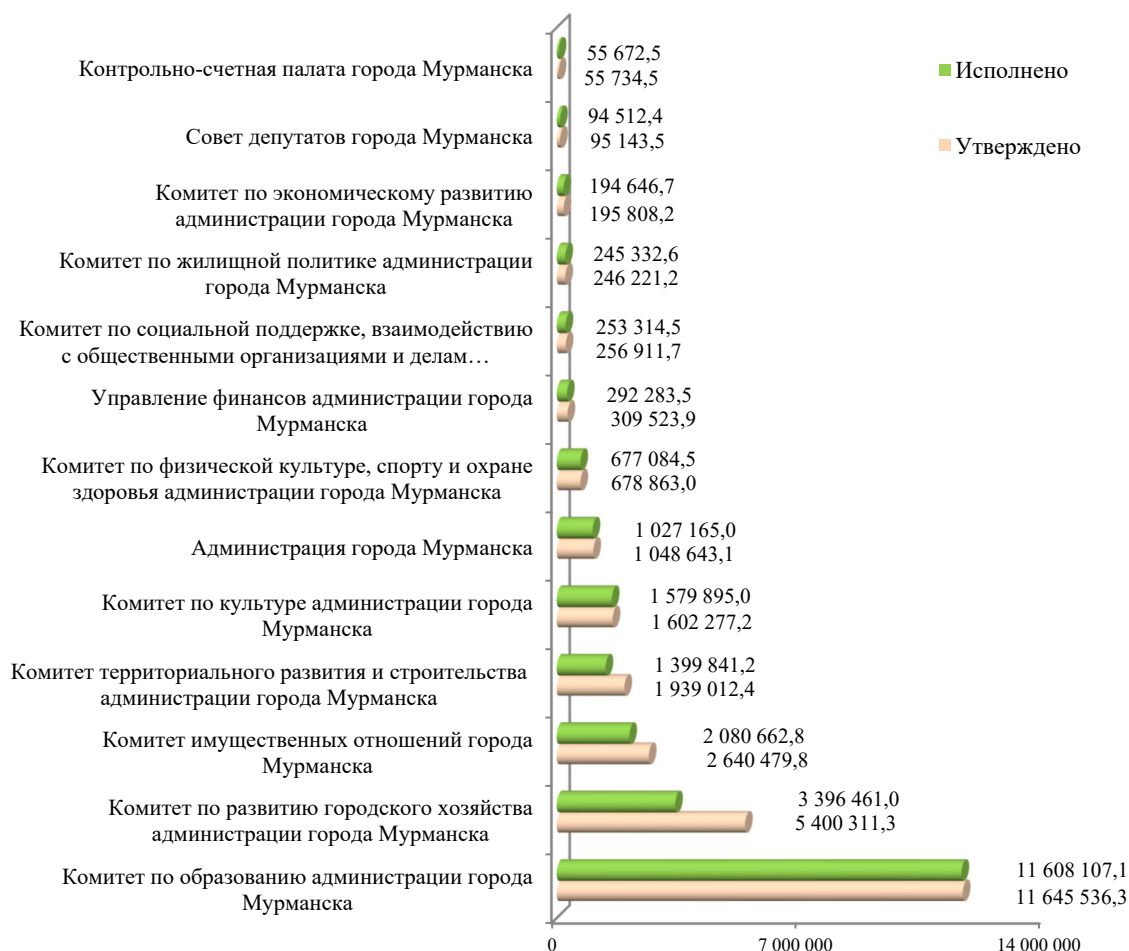 Контрольно-счетная палата города Мурманска
55 672,5
55 734,5
Исполнено
Утверждено
Совет депутатов города Мурманска
94 512,4
95 143,5
Комитет по экономическому развитию
администрации города Мурманска
194 646,7
195 808,2
Комитет по жилищной политике администрации
города Мурманска
245 332,6
246 221,2
Комитет по социальной поддержке, взаимодействию
с общественными организациями и делам…
253 314,5
256 911,7
Управление финансов администрации города
Мурманска
292 283,5
309 523,9
Комитет по физической культуре, спорту и охране
здоровья администрации города Мурманска
677 084,5
678 863,0
Администрация города Мурманска
1 027 165,0
1 048 643,1
Комитет по культуре администрации города
Мурманска
1 579 895,0
1 602 277,2
Комитет территориального развития и строительства
администрации города Мурманска
1 399 841,2
1 939 012,4
Комитет имущественных отношений города
Мурманска
2 080 662,8
2 640 479,8
Комитет по развитию городского хозяйства
администрации города Мурманска
3 396 461,0
5 400 311,3
Комитет по образованию администрации города
Мурманска
11 608 107,1
11 645 536,3
0
7 000 000
14 000 000